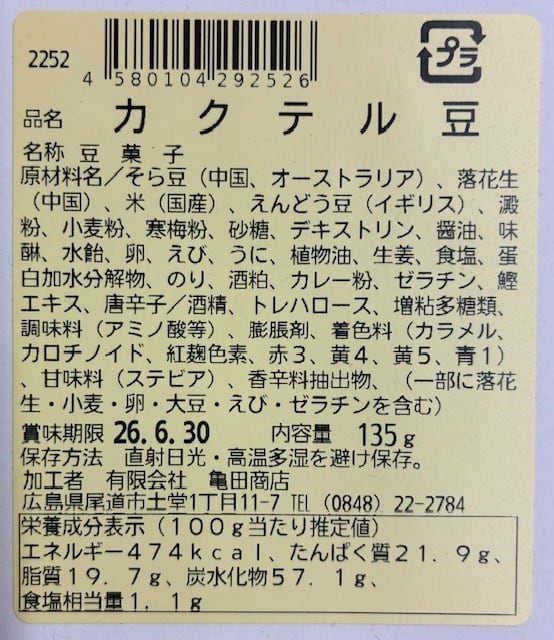 2252
4 580104 292526
プラ
品名 カクテル豆
名称 豆菓子
原材料名／そら豆（中国、オーストラリア）、落花生
（中国）、米（国産）、えんどう豆（イギリス）、澱
粉、小麦粉、寒梅粉、砂糖、デキストリン、醤油、味
醂、水飴、卵、えび、うに、植物油、生姜、食塩、蛋
白加水分解物、のり、酒粕、カレー粉、ゼラチン、鰹
エキス、唐辛子／酒精、トレハロース、増粘多糖類、
調味料（アミノ酸等）、膨脹剤、着色料（カラメル、
カロチノイド、紅麹色素、赤3、黄4、黄5、青1）
、甘味料（ステビア）、香辛料抽出物、（一部に落花
生・小麦・卵・大豆・えび・ゼラチンを含む）
賞味期限 26.6.30 内容量 135g
保存方法 直射日光・高温多湿を避け保存。
加工者 有限会社 亀田商店
広島県尾道市土堂1丁目11-7 TEL（0848）22-2784
栄養成分表示（100g当たり推定値）
エネルギー474kcal、たんぱく質21.9g、
脂質19.7g、炭水化物57.1g、
食塩相当量1.1g